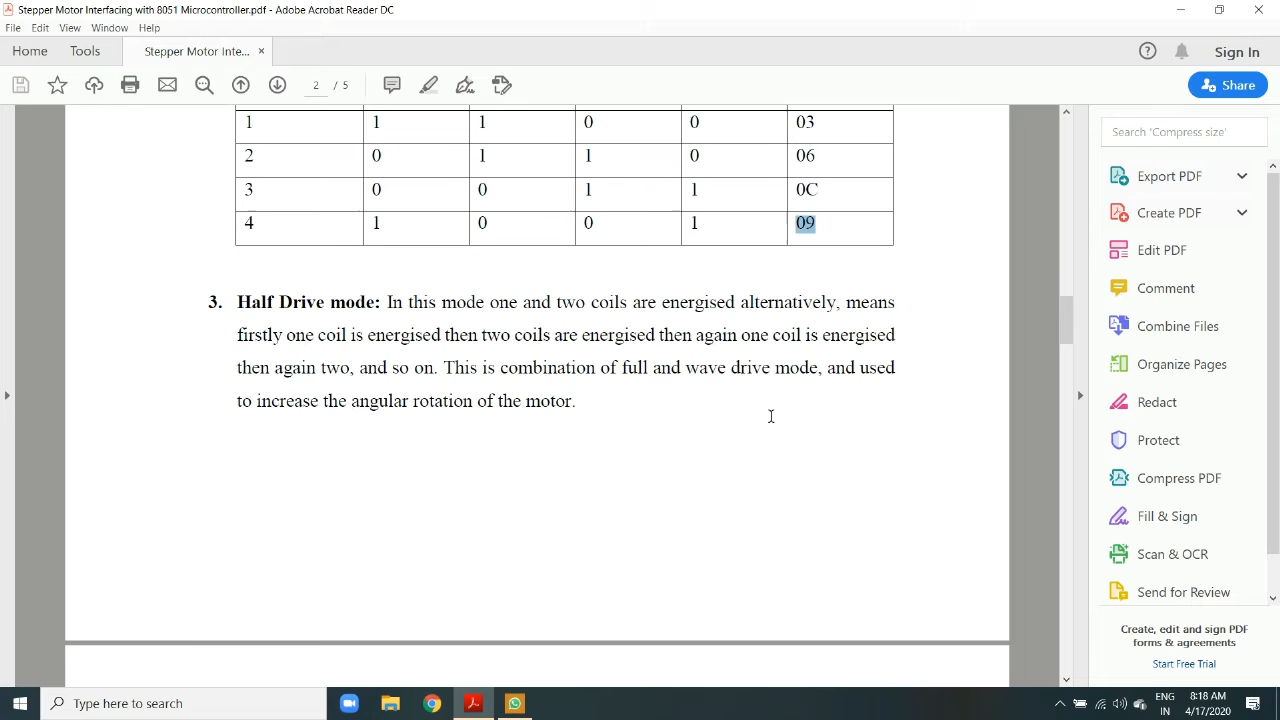 Stepper Motor Interfacing with 8051 Microcontroller.pdf - Adobe Acrobat Reader DC
File Edit View Window Help
Home Tools Stepper Motor Inte... × Sign In
2 / 5 Share
1 1 1 0 0 03
2 0 1 1 0 06
3 0 0 1 1 0C
4 1 0 0 1 09
3. Half Drive mode: In this mode one and two coils are energised alternatively, means
firstly one coil is energised then two coils are energised then again one coil is energised
then again two, and so on. This is combination of full and wave drive mode, and used
to increase the angular rotation of the motor.
Search 'Compress size'
Export PDF
Create PDF
Edit PDF
Comment
Combine Files
Organize Pages
Redact
Protect
Compress PDF
Fill & Sign
Scan & OCR
Send for Review
Create, edit and sign PDF
forms & agreements
Start Free Trial
Type here to search
ENG 8:18 AM
IN 4/17/2020